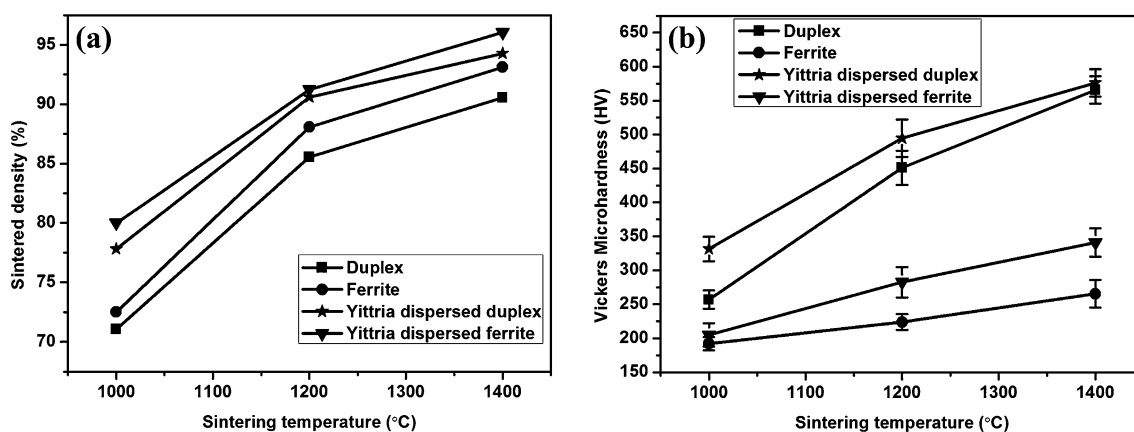 (a)
95
90
85
80
75
70
Sintered density (%)
Duplex
Ferrite
Yittria dispersed duplex
Yittria dispersed ferrite
1000 1100 1200 1300 1400
Sintering temperature (°C)
(b)
650
600
550
500
450
400
350
300
250
200
150
Vickers Microhardness (HV)
Duplex
Ferrite
Yittria dispersed duplex
Yittria dispersed ferrite
1000 1100 1200 1300 1400
Sintering temperature (°C)